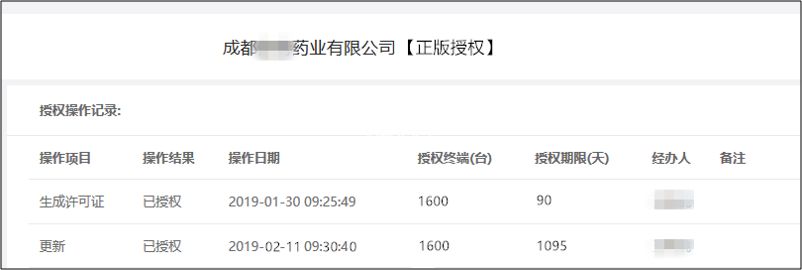 成都药业有限公司【正版授权】
授权操作记录:
操作项目 操作结果 操作日期 授权终端(台) 授权期限(天) 经办人 备注
生成许可证 已授权 2019-01-30 09:25:49 1600 90
更新 已授权 2019-02-11 09:30:40 1600 1095